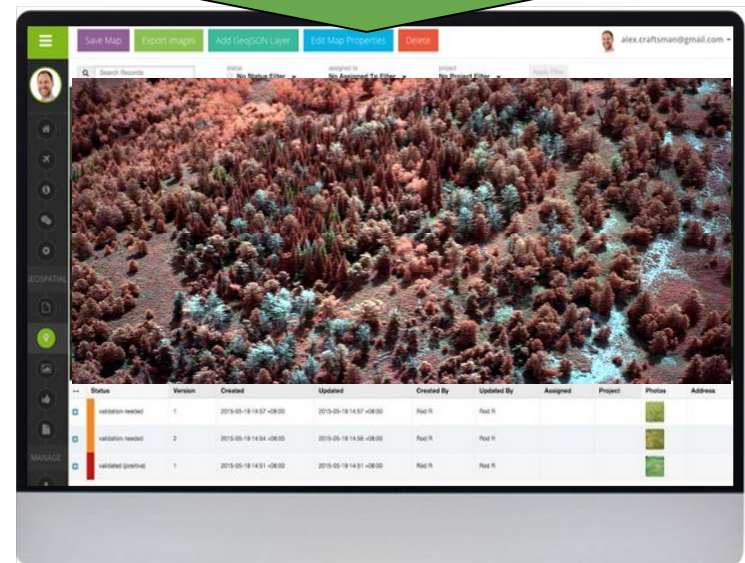 Save Map Export Images Add GeoJSON Layer Edit Map Properties Delete alex.craftsman@gmail.com
Search Records
status
No Status Filter
assigned to
No Assigned To Filter
project
No Project Filter
Apply Filter
GEOSPATIAL
MANAGE
Status Version Created Updated Created By Updated By Assigned Project Photos Address
validation needed 1 2015-05-19 14:57 +08:00 2015-05-19 14:57 +08:00 Rod R Rod R
validation needed 2 2015-05-19 14:54 +08:00 2015-05-19 14:56 +08:00 Rod R Rod R
validated (positive) 1 2015-05-19 14:51 +08:00 2015-05-19 14:51 +08:00 Rod R Rod R